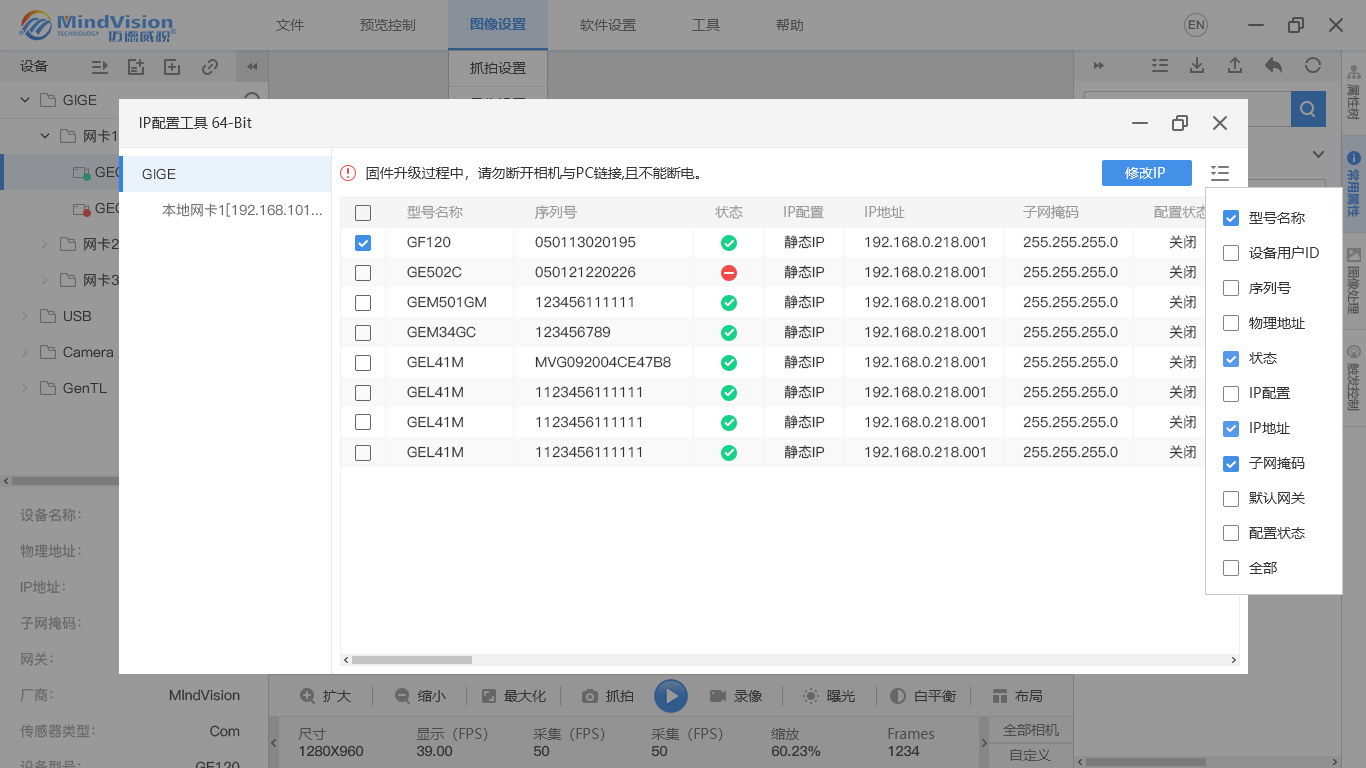 MindVision
TECHNOLOGY 迈德威视
文件 预览控制 图像设置 软件设置 工具 帮助 EN
设备
抓拍设置
GIGE
网卡1
IP配置工具 64-Bit
GIGE
本地网卡1[192.168.101...
固件升级过程中，请勿断开相机与PC链接,且不能断电。
修改IP
型号名称 序列号 状态 IP配置 IP地址 子网掩码 配置状态
GF120 050113020195 静态IP 192.168.0.218.001 255.255.255.0 关闭
GE502C 050121220226 静态IP 192.168.0.218.001 255.255.255.0 关闭
GEM501GM 123456111111 静态IP 192.168.0.218.001 255.255.255.0 关闭
GEM34GC 123456789 静态IP 192.168.0.218.001 255.255.255.0 关闭
GEL41M MVG092004CE47B8 静态IP 192.168.0.218.001 255.255.255.0 关闭
GEL41M 1123456111111 静态IP 192.168.0.218.001 255.255.255.0 关闭
GEL41M 1123456111111 静态IP 192.168.0.218.001 255.255.255.0 关闭
GEL41M 1123456111111 静态IP 192.168.0.218.001 255.255.255.0 关闭
型号名称
设备用户ID
序列号
物理地址
状态
IP配置
IP地址
子网掩码
默认网关
配置状态
全部
网卡2
网卡3
USB
Camera
GenTL
属性树
常用属性
图像处理
触发控制
设备名称:
物理地址:
IP地址:
子网掩码:
网关:
厂商: MIndVision
传感器类型: Com
设备型号: GE120
扩大 缩小 最大化 抓拍 录像 曝光 白平衡 布局
尺寸 显示（FPS） 采集（FPS） 采集（FPS） 缩放 Frames
1280X960 39.00 50 50 60.23% 1234
全部相机
自定义